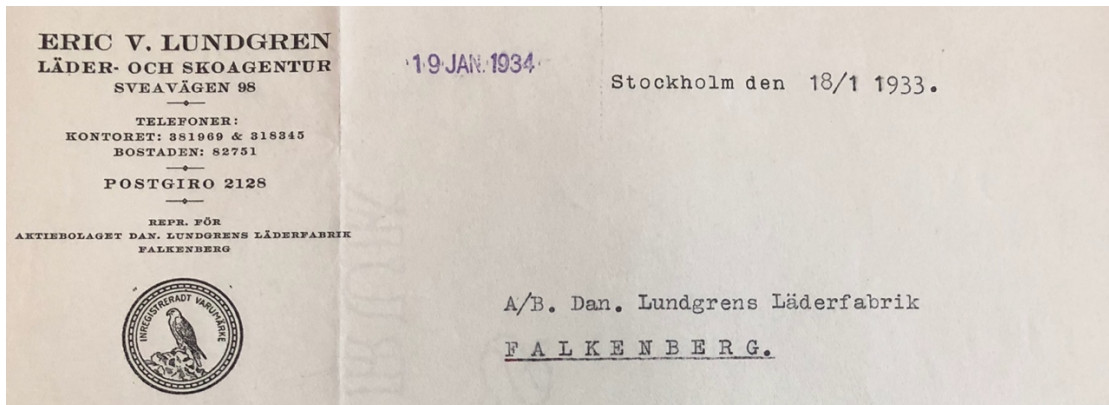 ERIC V. LUNDGREN
LÄDER- OCH SKOAGENTUR
SVEAVÄGEN 98
TELEFONER:
KONTORET: 381969 & 318345
BOSTADEN: 82751
POSTGIRO 2128
REPR. FÖR
AKTIEBOLAGET DAN. LUNDGRENS LÄDERFABRIK
FALKENBERG
INREGISTRERADT VARUMÄRKE
19 JAN. 1934
Stockholm den 18/1 1933.
A/B. Dan. Lundgrens Läderfabrik
FALKENBERG.